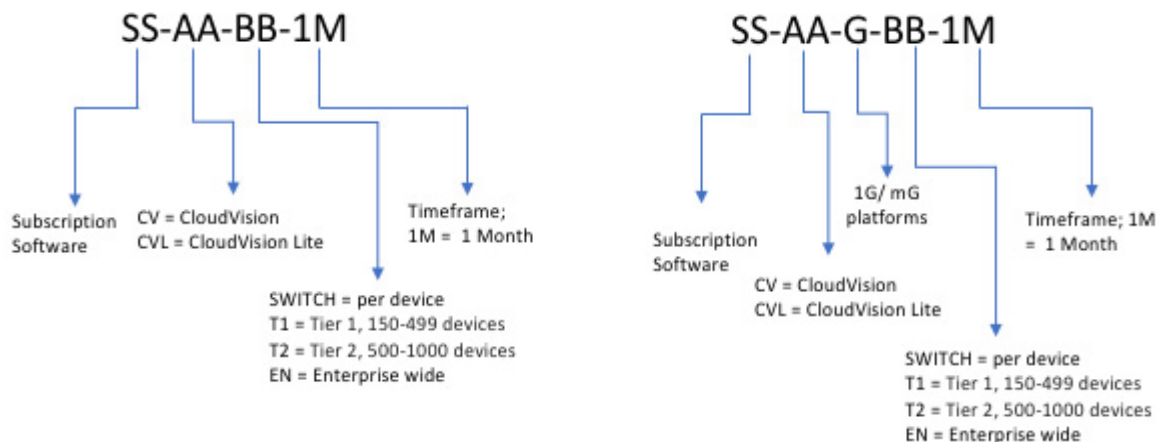 SS-AA-BB-1M
Subscription
Software
CV = CloudVision
CVL = CloudVision Lite
SWITCH = per device
T1 = Tier 1, 150-499 devices
T2 = Tier 2, 500-1000 devices
EN = Enterprise wide
Timeframe;
1M = 1 Month
SS-AA-G-BB-1M
Subscription
Software
CV = CloudVision
CVL = CloudVision Lite
1G/ mG
platforms
SWITCH = per device
T1 = Tier 1, 150-499 devices
T2 = Tier 2, 500-1000 devices
EN = Enterprise wide
Timeframe; 1M
= 1 Month